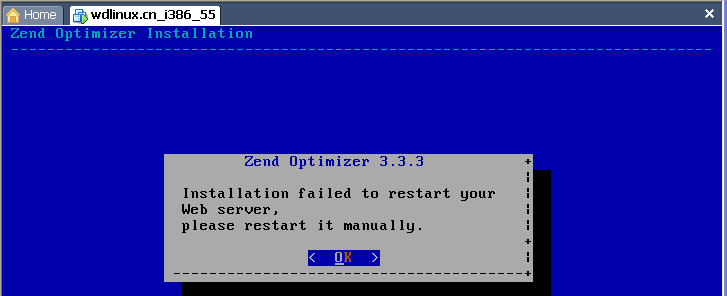 Home
wdlinux.cn_i386_55
Zend Optimizer Installation
Zend Optimizer 3.3.3
Installation failed to restart your
Web server,
please restart it manually.
< OK >